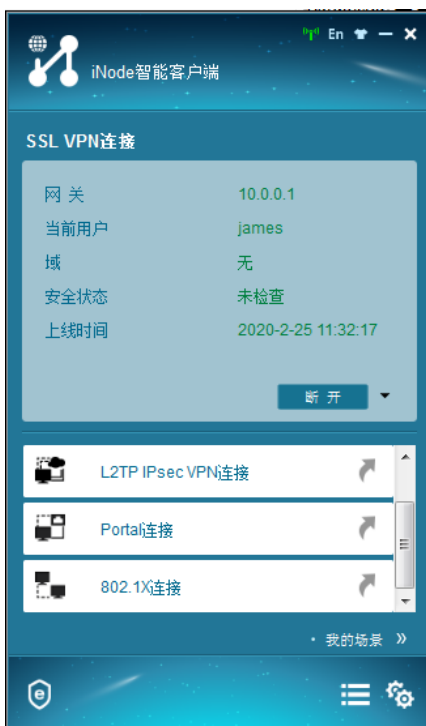 En
iNode智能客户端
SSL VPN连接
网 关 10.0.0.1
当前用户 james
域 无
安全状态 未检查
上线时间 2020-2-25 11:32:17
断 开
L2TP IPsec VPN连接
Portal连接
802.1X连接
· 我的场景 »
e